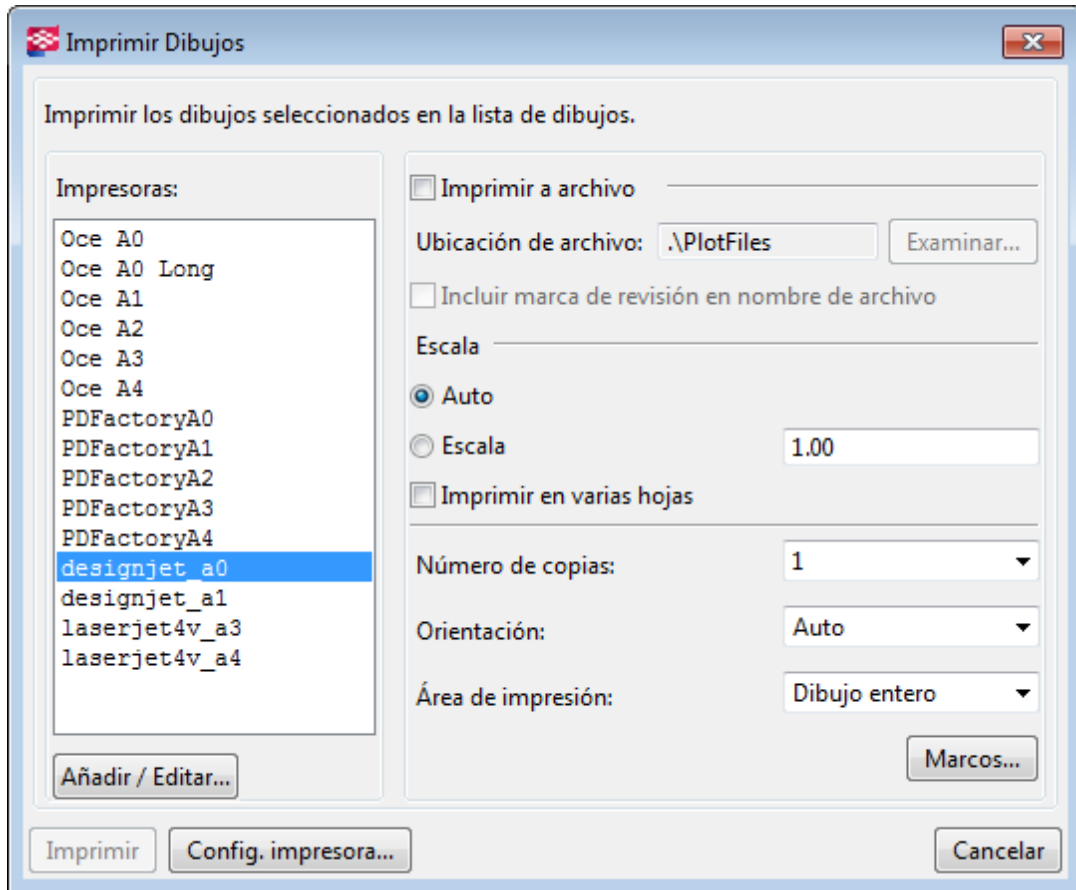 Imprimir Dibujos
Imprimir los dibujos seleccionados en la lista de dibujos.
Impresoras:
Oce A0
Oce A0 Long
Oce A1
Oce A2
Oce A3
Oce A4
PDFactoryA0
PDFactoryA1
PDFactoryA2
PDFactoryA3
PDFactoryA4
designjet_a0
designjet_a1
laserjet4v_a3
laserjet4v_a4
Añadir / Editar...
Imprimir a archivo
Ubicación de archivo: .\PlotFiles Examinar...
Incluir marca de revisión en nombre de archivo
Escala
Auto
Escala 1.00
Imprimir en varias hojas
Número de copias: 1
Orientación: Auto
Área de impresión: Dibujo entero
Marcos...
Imprimir Config. impresora... Cancelar